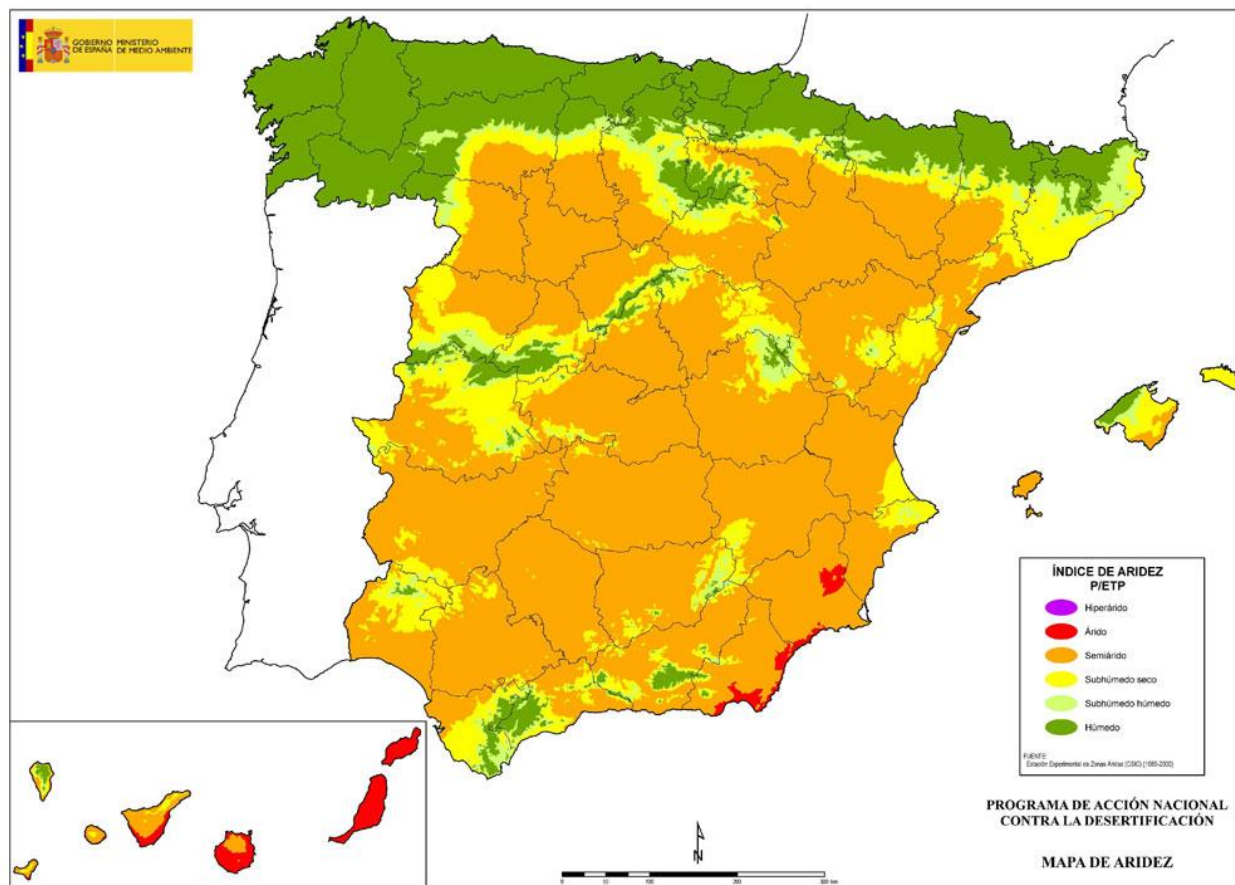 GOBIERNO MINISTERIO
DE ESPAÑA DE MEDIO AMBIENTE
ÍNDICE DE ARIDEZ
P/ETP
Hiperárido
Árido
Semiárido
Subhúmedo seco
Subhúmedo húmedo
Húmedo
FUENTE:
PROGRAMA DE ACCIÓN NACIONAL
CONTRA LA DESERTIFICACIÓN
MAPA DE ARIDEZ
N